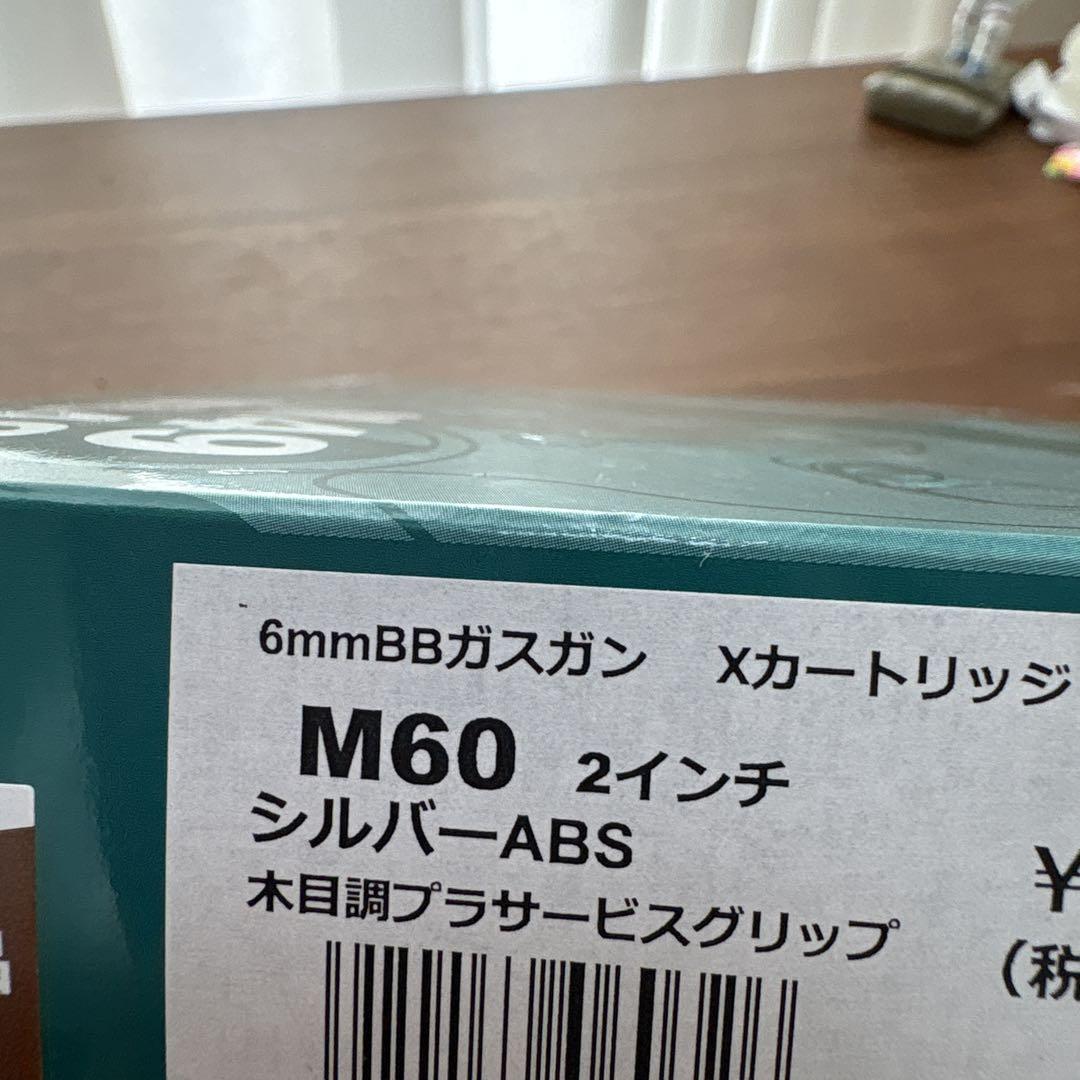 6mmBBガスガン Xカートリッジ
M60 2インチ
シルバーABS
木目調プラサービスグリップ
¥
(税